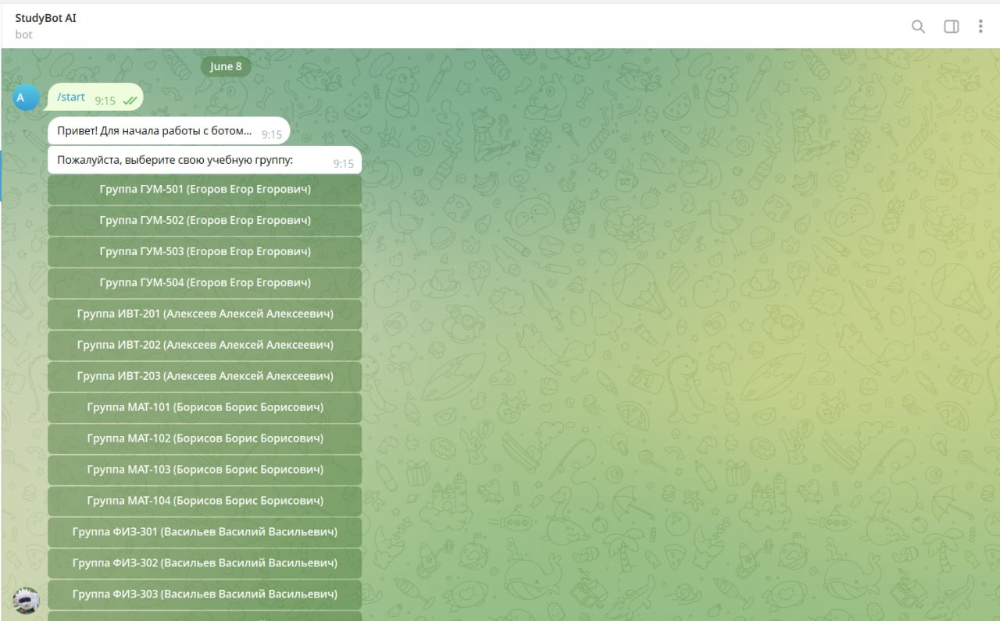 StudyBot AI
bot
June 8
A
/start 9:15
Привет! Для начала работы с ботом... 9:15
Пожалуйста, выберите свою учебную группу: 9:15
Группа ГУМ-501 (Егоров Егор Егорович)
Группа ГУМ-502 (Егоров Егор Егорович)
Группа ГУМ-503 (Егоров Егор Егорович)
Группа ГУМ-504 (Егоров Егор Егорович)
Группа ИВТ-201 (Алексеев Алексей Алексеевич)
Группа ИВТ-202 (Алексеев Алексей Алексеевич)
Группа ИВТ-203 (Алексеев Алексей Алексеевич)
Группа МАТ-101 (Борисов Борис Борисович)
Группа МАТ-102 (Борисов Борис Борисович)
Группа МАТ-103 (Борисов Борис Борисович)
Группа МАТ-104 (Борисов Борис Борисович)
Группа ФИЗ-301 (Васильев Василий Васильевич)
Группа ФИЗ-302 (Васильев Василий Васильевич)
Группа ФИЗ-303 (Васильев Василий Васильевич)